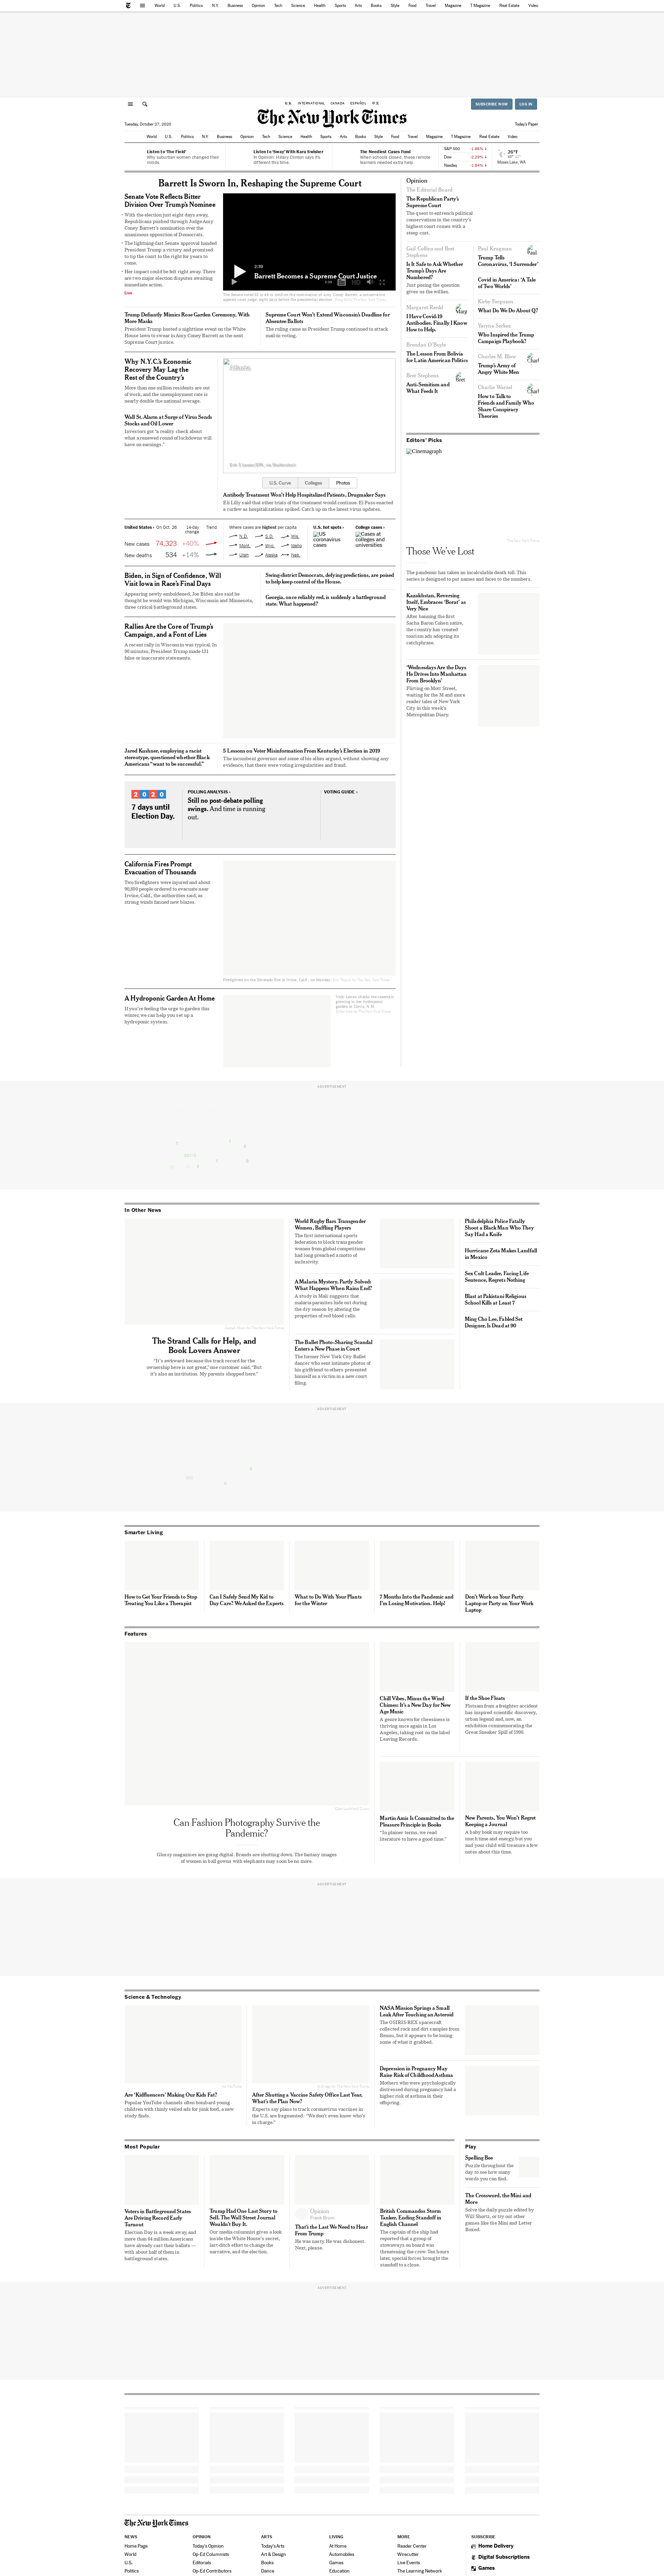 World U.S. Politics N.Y. Business Opinion Tech Science Health Sports Arts Books Style Food Travel Magazine T Magazine Real Estate Video
INTERNATIONAL CANADA ESPAÑOL 中文
SUBSCRIBE NOW LOG IN
The New York Times
Tuesday, October 27, 2020
Today's Paper
World U.S. Politics N.Y. Business Opinion Tech Science Health Sports Arts Books Style Food Travel Magazine T Magazine Real Estate Video
Listen to 'The Field'
Why suburban women changed their minds.
Listen to 'Sway' With Kara Swisher
In Opinion: Hillary Clinton says it's different this time.
The Neediest Cases Fund
When schools closed, these remote learners needed extra help.
Barrett Is Sworn In, Reshaping the Supreme Court
Senate Vote Reflects Bitter
Division Over Trump's Nominee
With the election just eight days away,
Republicans pushed through Judge Amy
Coney Barrett's nomination over the
unanimous opposition of Democrats.
The lightning-fast Senate approval handed
President Trump a victory and promised
to tip the court to the right for years to
come.
Her impact could be felt right away. There
are two major election disputes awaiting
immediate action.
Live
Barrett Becomes a Supreme Court Justice
Trump Defiantly Mimics Rose Garden Ceremony, With
More Masks
President Trump hosted a nighttime event on the White
House lawn to swear in Amy Coney Barrett as the next
Supreme Court justice.
Supreme Court Won't Extend Wisconsin's Deadline for
Absentee Ballots
The ruling came as President Trump continued to attack
mail-in voting.
Why N.Y.C.'s Economic
Recovery May Lag the
Rest of the Country's
More than one million residents are out
of work, and the unemployment rate is
nearly double the national average.
Wall St. Alarm at Surge of Virus Sends
Stocks and Oil Lower
Investors got "a reality check about
what a renewed round of lockdown will
have on earnings."
U.S. Curve Colleges Photos
Antibody Treatment Won't Help Hospitalized Patients, Drugmaker Says
Eli Lilly said that other trials of the treatment would continue. El Paso enacted
a curfew as hospitalizations spiked. Catch up on the latest virus updates.
United States › On Oct. 26 14-day change Trend
New cases 74,323 +40%
New deaths 534 +14%
Where cases are highest per capita
N.D. S.D. Wis.
Mont. Wyo. Idaho
Utah Alaska Neb.
U.S. hot spots ›
US coronavirus cases
College cases ›
Cases at colleges and universities
Biden, in Sign of Confidence, Will
Visit Iowa in Race's Final Days
Appearing newly emboldened, Joe Biden also said he
thought he would win Michigan, Wisconsin and Minnesota,
three critical battleground states.
Swing-district Democrats, defying predictions, are poised
to help keep control of the House.
Georgia, once reliably red, is suddenly a battleground
state. What happened?
Rallies Are the Core of Trump's
Campaign, and a Font of Lies
A recent rally in Wisconsin was typical. In
90 minutes, President Trump made 131
false or inaccurate statements.
Jared Kushner, employing a racist
stereotype, questioned whether Black
Americans "want to be successful."
5 Lessons on Voter Misinformation From Kentucky's Election in 2019
The incumbent governor and some of his allies argued, without showing any
evidence, that there were voting irregularities and fraud.
2020
7 days until
Election Day.
POLLING ANALYSIS ›
Still no post-debate polling
swings. And time is running
out.
VOTING GUIDE ›
California Fires Prompt
Evacuation of Thousands
Two firefighters were injured and about
90,800 people ordered to evacuate near
Irvine, Calif., the authorities said, as
strong winds fanned new blazes.
Firefighters on the Silverado Fire in Irvine, Calif., on Monday.
A Hydroponic Garden At Home
If you're feeling the urge to garden this
winter, we can help you set up a
hydroponic system.
S&P 500 -1.86%
Dow -2.29%
Nasdaq -1.64%
26°F
Moses Lake, WA
Opinion
The Editorial Board
The Republican Party's
Supreme Court
The quest to entrench political
conservatism in the country's
highest court comes with a
steep cost.
Gail Collins and Bret
Stephens
Is It Safe to Ask Whether
Trump's Days Are
Numbered?
Just posing the question
gives us the willies.
Margaret Renkl
I Have Covid-19
Antibodies. Finally I Know
How to Help.
Brendan O'Boyle
The Lesson From Bolivia
for Latin American Politics
Bret Stephens
Anti-Semitism and
What Feeds It
Paul Krugman
Trump Tells
Coronavirus, 'I Surrender'
Covid in America: 'A Tale
of Two Worlds'
Kirby Ferguson
What Do We Do About Q?
Yoruca Serbu
Who Inspired the Trump
Campaign Playbook?
Charles M. Blow
Trump's Army of
Angry White Men
Charlie Warzel
How to Talk to
Friends and Family Who
Share Conspiracy
Theories
Editors' Picks
Cinemagraph
Those We've Lost
The pandemic has taken an incalculable death toll. This
series is designed to put names and faces to the numbers.
Kazakhstan, Reversing
Itself, Embraces 'Borat' as
Very Nice
After banning the first
Sacha Baron Cohen satire,
the country has created
tourism ads adopting its
catchphrase.
'Wednesdays Are the Days
He Drives Into Manhattan
From Brooklyn'
Flirting on Mott Street,
waiting for the M and more
reader tales of New York
City in this week's
Metropolitan Diary.
ADVERTISEMENT
In Other News
The Strand Calls for Help, and
Book Lovers Answer
"It's awkward because the track record for the
ownership here is not great," one customer said. "But
it's also an institution. My parents shopped here."
World Rugby Bars Transgender
Women, Baffling Players
The first international sports
federation to block transgender
women from global competitions
had long preached a motto of
inclusivity.
A Malaria Mystery, Partly Solved:
What Happens When Rains End?
A study in Mali suggests that
malaria parasites hide out during
the dry season by altering the
properties of red blood cells.
The Ballet Photo-Sharing Scandal
Enters a New Phase in Court
The former New York City Ballet
dancer who sent intimate photos of
his girlfriend to others presented
himself as a victim in a new court
filing.
Philadelphia Police Fatally
Shoot a Black Man Who They
Say Had a Knife
Hurricane Zeta Makes Landfall
in Mexico
Sex Cult Leader, Facing Life
Sentence, Regrets Nothing
Blast at Pakistani Religious
School Kills at Least 7
Ming Cho Lee, Fabled Set
Designer, Is Dead at 90
ADVERTISEMENT
Smarter Living
How to Get Your Friends to Stop
Treating You Like a Therapist
Can I Safely Send My Kid to
Day Care? We Asked the Experts
What to Do With Your Plants
for the Winter
7 Months Into the Pandemic and
I'm Losing Motivation. Help!
Don't Work on Your Party
Laptop or Party on Your Work
Laptop
Features
Can Fashion Photography Survive the
Pandemic?
Glossy magazines are going digital. Brands are shutting down. The fantasy images
of women in ball gowns with elephants may soon be no more.
Chill Vibes, Minus the Wind
Chimes: It's a New Day for New
Age Music
A genre known for cheesiness is
thriving once again in Los
Angeles, taking root on the label
Leaving Records.
If the Shoe Floats
Plotzam from a freighter accident
has inspired scientific discovery,
urban legend and, now, an
exhibition commemorating the
Great Sneaker Spill of 1990.
Martin Amis Is Committed to the
Pleasure Principle in Books
"In plainer terms, we read
literature to have a good time."
New Parents, You Won't Regret
Keeping a Journal
A baby book may require too
much time and energy, but you
and your child will treasure a few
notes about this time.
ADVERTISEMENT
Science & Technology
Are 'Kidfluencers' Making Our Kids Fat?
Popular YouTube channels often bombard young
children with thinly veiled ads for junk food, a new
study finds.
After Shutting a Vaccine Safety Office Last Year,
What's the Plan Now?
Experts say plans to track coronavirus vaccines in
the U.S. are fragmented: "We don't even know who's
in charge."
NASA Mission Springs a Small
Leak After Touching an Asteroid
The OSIRIS-REX spacecraft
collected rock and dirt samples from
Bennu, but it appears to be losing
some of what it grabbed.
Depression in Pregnancy May
Raise Risk of Childhood Asthma
Mothers who were psychologically
distressed during pregnancy had a
higher risk of asthma in their
offspring.
Most Popular
Voters in Battleground States
Are Driving Record Early
Turnout
Election Day is a week away, and
more than 64 million Americans
have already cast their ballots —
with about half of them in
battleground states.
Trump Had One Last Story to
Sell. The Wall Street Journal
Wouldn't Buy It.
Our media columnist gives a look
inside the White House's secret,
last-ditch effort to change the
narrative, and the election.
Opinion
Frank Bruni
That's the Last We Need to Hear
From Trump
He was nasty. He was dishonest.
Next, please.
British Commandos Storm
Tanker, Ending Standoff in
English Channel
The captain of the ship had
reported that a group of
stowaways on board was
threatening the crew. Ten hours
later, special forces brought the
standoff to a close.
Play
Spelling Bee
Puzzle throughout the
day to see how many
words you can find.
The Crossword, the Mini and
More
Solve the daily puzzle edited by
Will Shortz, or try out other
games like the Mini and Letter
Boxed.
ADVERTISEMENT
The New York Times
NEWS
Home Page
World
U.S.
Politics
OPINION
Today's Opinion
Op-Ed Columnists
Editorials
Op-Ed Contributors
ARTS
Today's Arts
Art & Design
Books
Dance
LIVING
At Home
Automobiles
Games
Education
MORE
Reader Center
Wirecutter
Live Events
The Learning Network
SUBSCRIBE
Home Delivery
Digital Subscriptions
Games